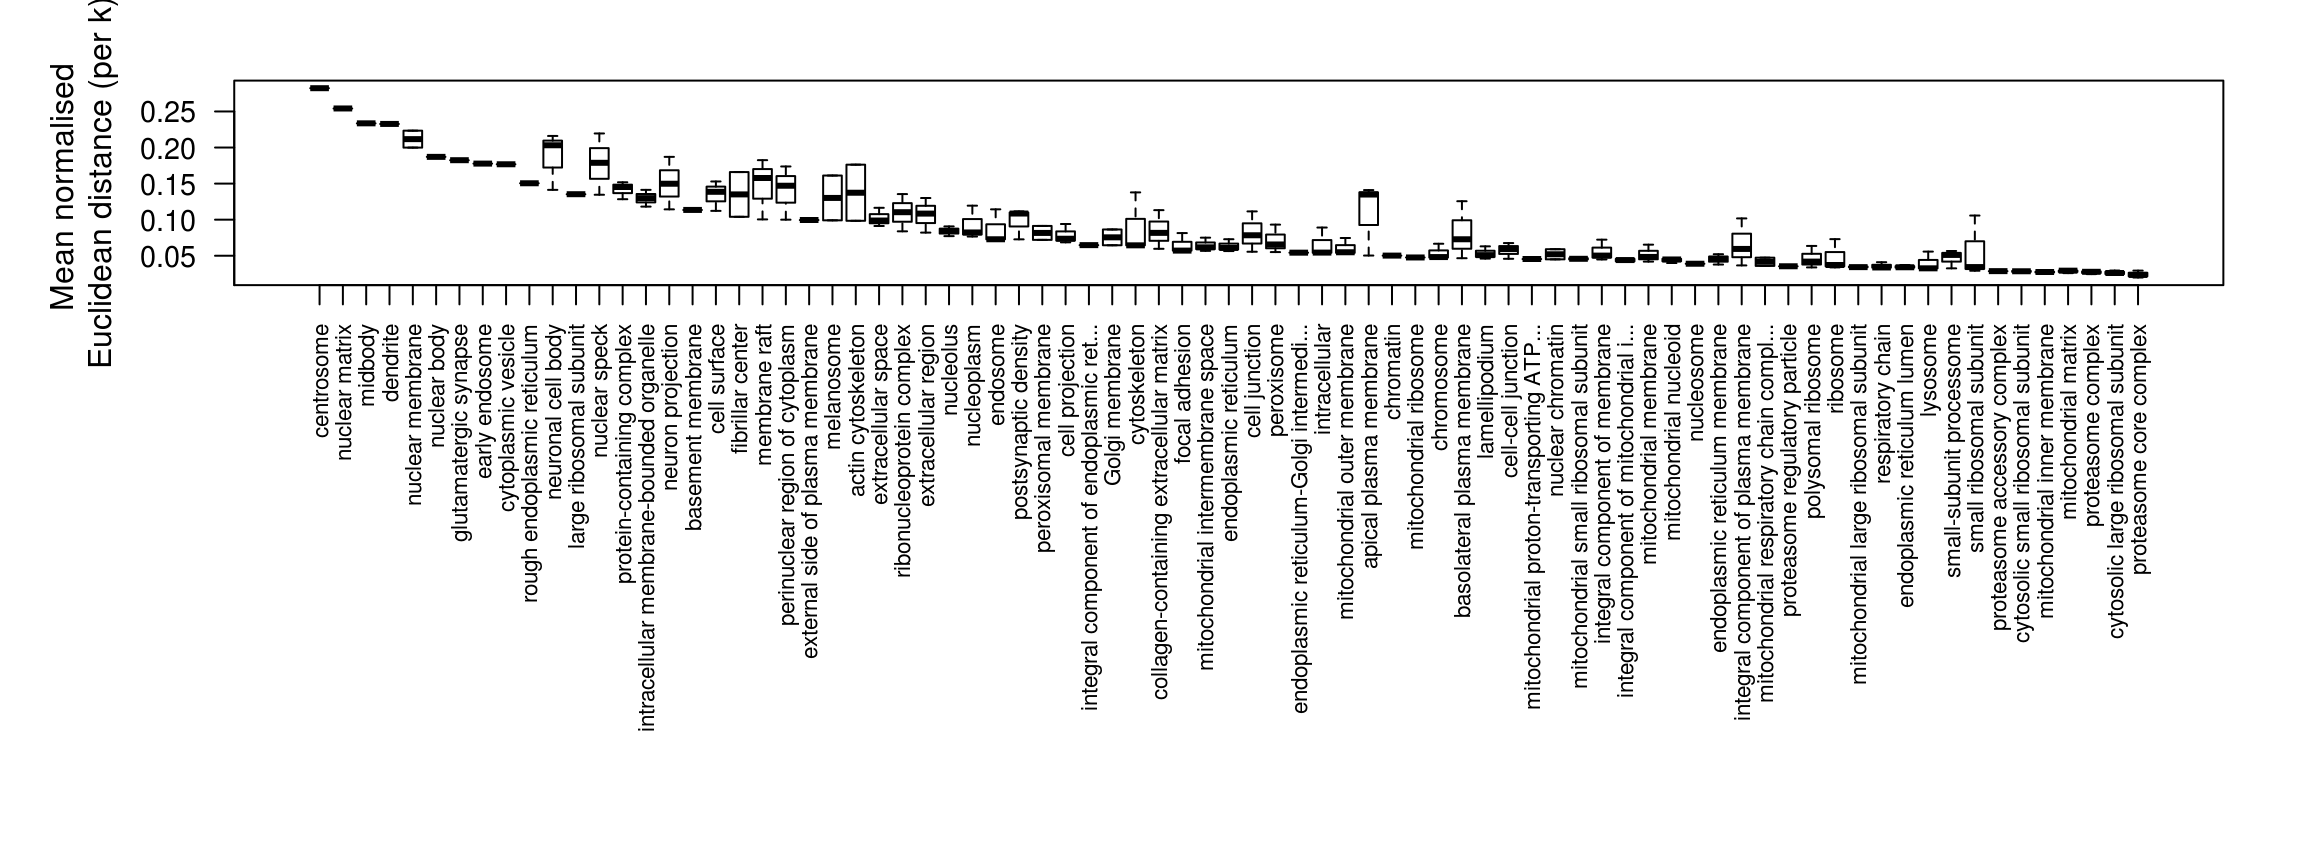 Mean normalised
Euclidean distance (per k)
0.25
0.20
0.15
0.10
0.05
centrosome
nuclear matrix
midbody
dendrite
nuclear membrane
nuclear body
glutamatergic synapse
early endosome
cytoplasmic vesicle
rough endoplasmic reticulum
neuronal cell body
large ribosomal subunit
nuclear speck
protein-containing complex
intracellular membrane-bounded organelle
neuron projection
basement membrane
cell surface
fibrillar center
membrane raft
perinuclear region of cytoplasm
external side of plasma membrane
melanosome
actin cytoskeleton
extracellular space
ribonucleoprotein complex
extracellular region
nucleolus
nucleoplasm
endosome
postsynaptic density
peroxisomal membrane
cell projection
integral component of endoplasmic ret...
Golgi membrane
cytoskeleton
collagen-containing extracellular matrix
focal adhesion
mitochondrial intermembrane space
endoplasmic reticulum
cell junction
peroxisome
endoplasmic reticulum-Golgi intermedi...
intracellular
mitochondrial outer membrane
apical plasma membrane
chromatin
mitochondrial ribosome
chromosome
basolateral plasma membrane
lamellipodium
cell-cell junction
mitochondrial proton-transporting ATP...
nuclear chromatin
mitochondrial small ribosomal subunit
integral component of membrane
integral component of mitochondrial i...
mitochondrial membrane
mitochondrial nucleoid
nucleosome
endoplasmic reticulum membrane
integral component of plasma membrane
mitochondrial respiratory chain compl...
proteasome regulatory particle
polysomal ribosome
ribosome
mitochondrial large ribosomal subunit
respiratory chain
endoplasmic reticulum lumen
lysosome
small-subunit processome
small ribosomal subunit
proteasome accessory complex
cytosolic small ribosomal subunit
mitochondrial inner membrane
mitochondrial matrix
proteasome complex
cytosolic large ribosomal subunit
proteasome core complex